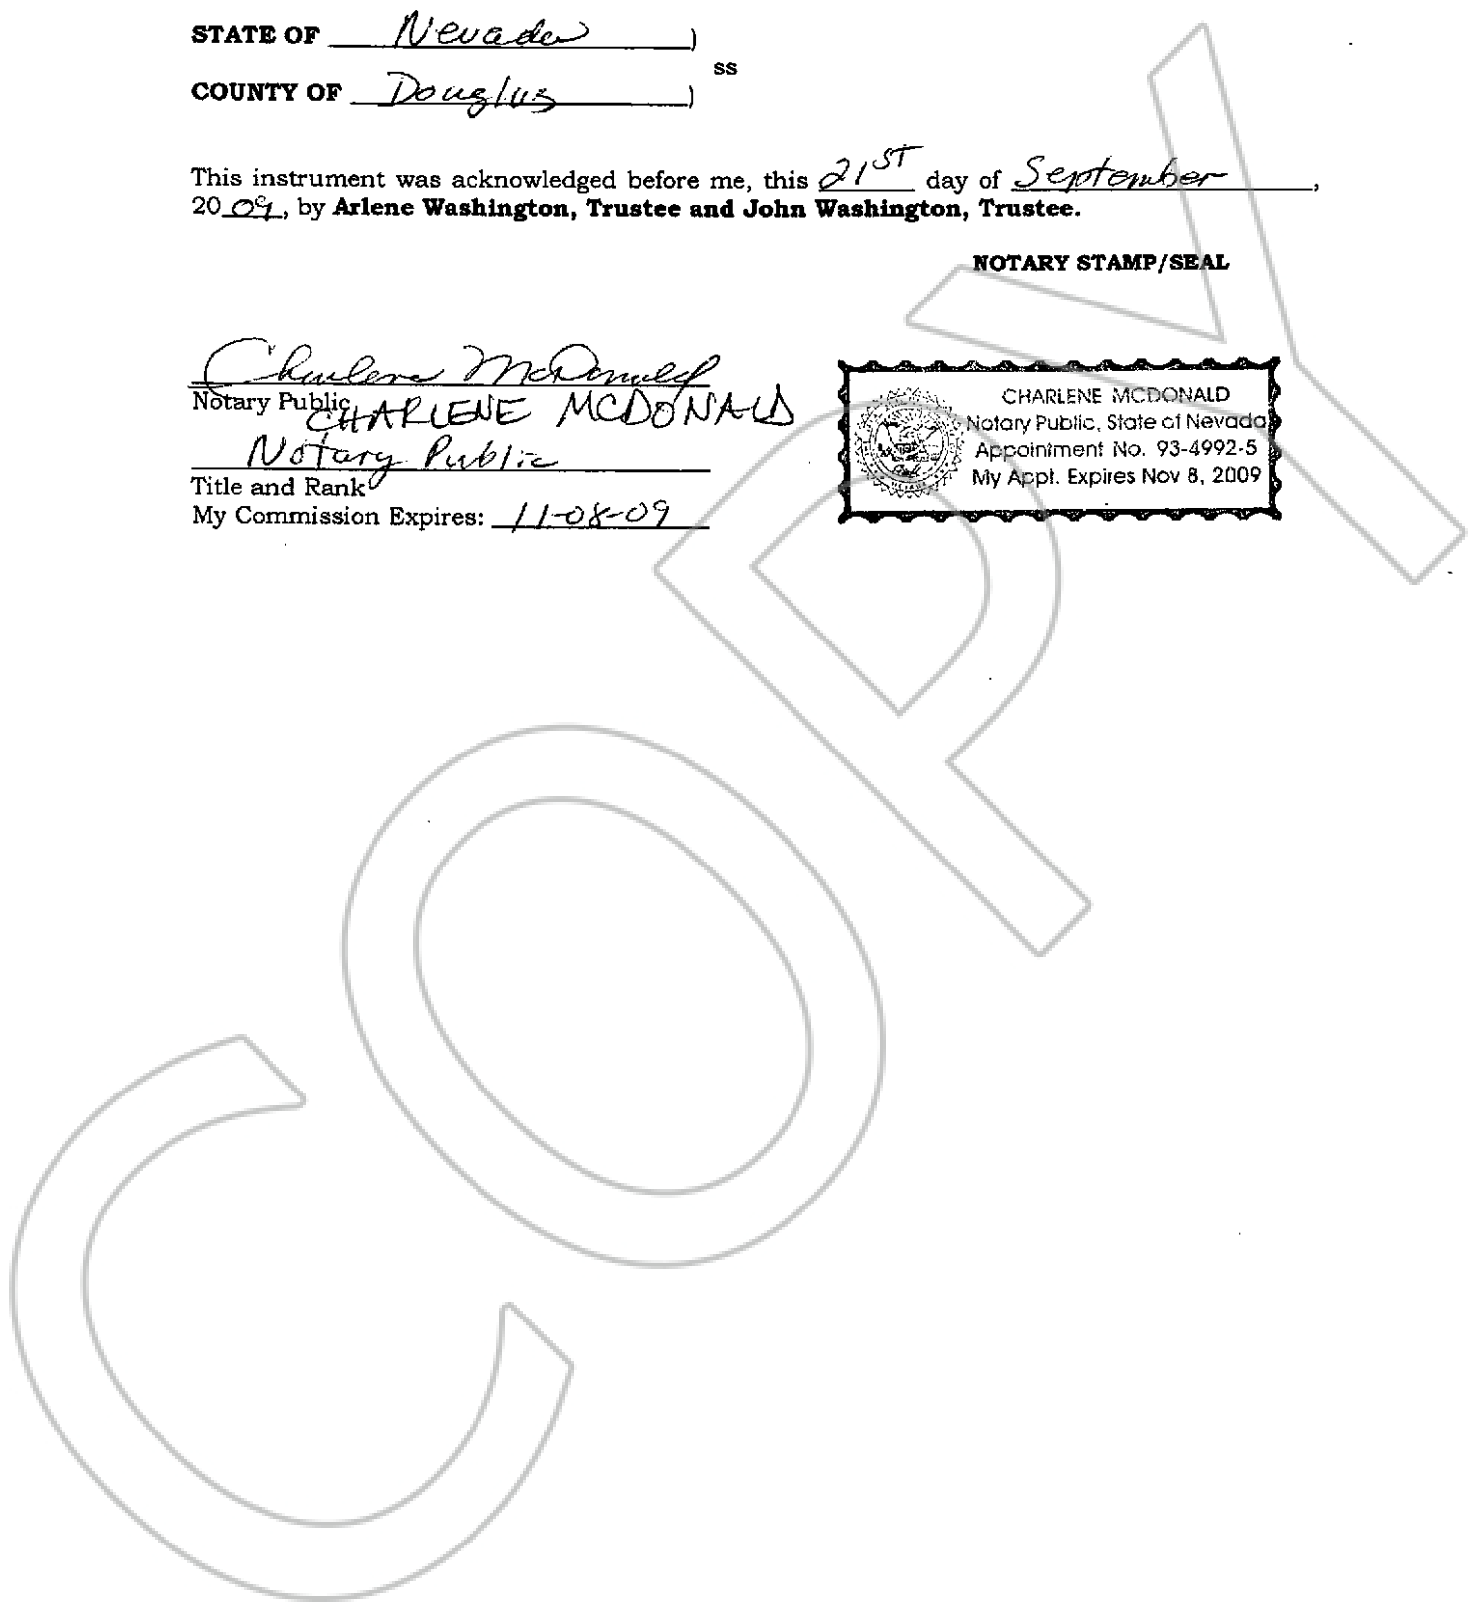 STATE OF Nevada )
ss
COUNTY OF Douglas )
This instrument was acknowledged before me, this 21ST day of September,
2009, by Arlene Washington, Trustee and John Washington, Trustee.
NOTARY STAMP/SEAL
Charlene McDonald
Notary Public
CHARLENE MCDONALD
Notary Public
Title and Rank
My Commission Expires: 11-08-09
CHARLENE MCDONALD
Notary Public, State of Nevada
Appointment No. 93-4992-5
My Appt. Expires Nov 8, 2009
COPY